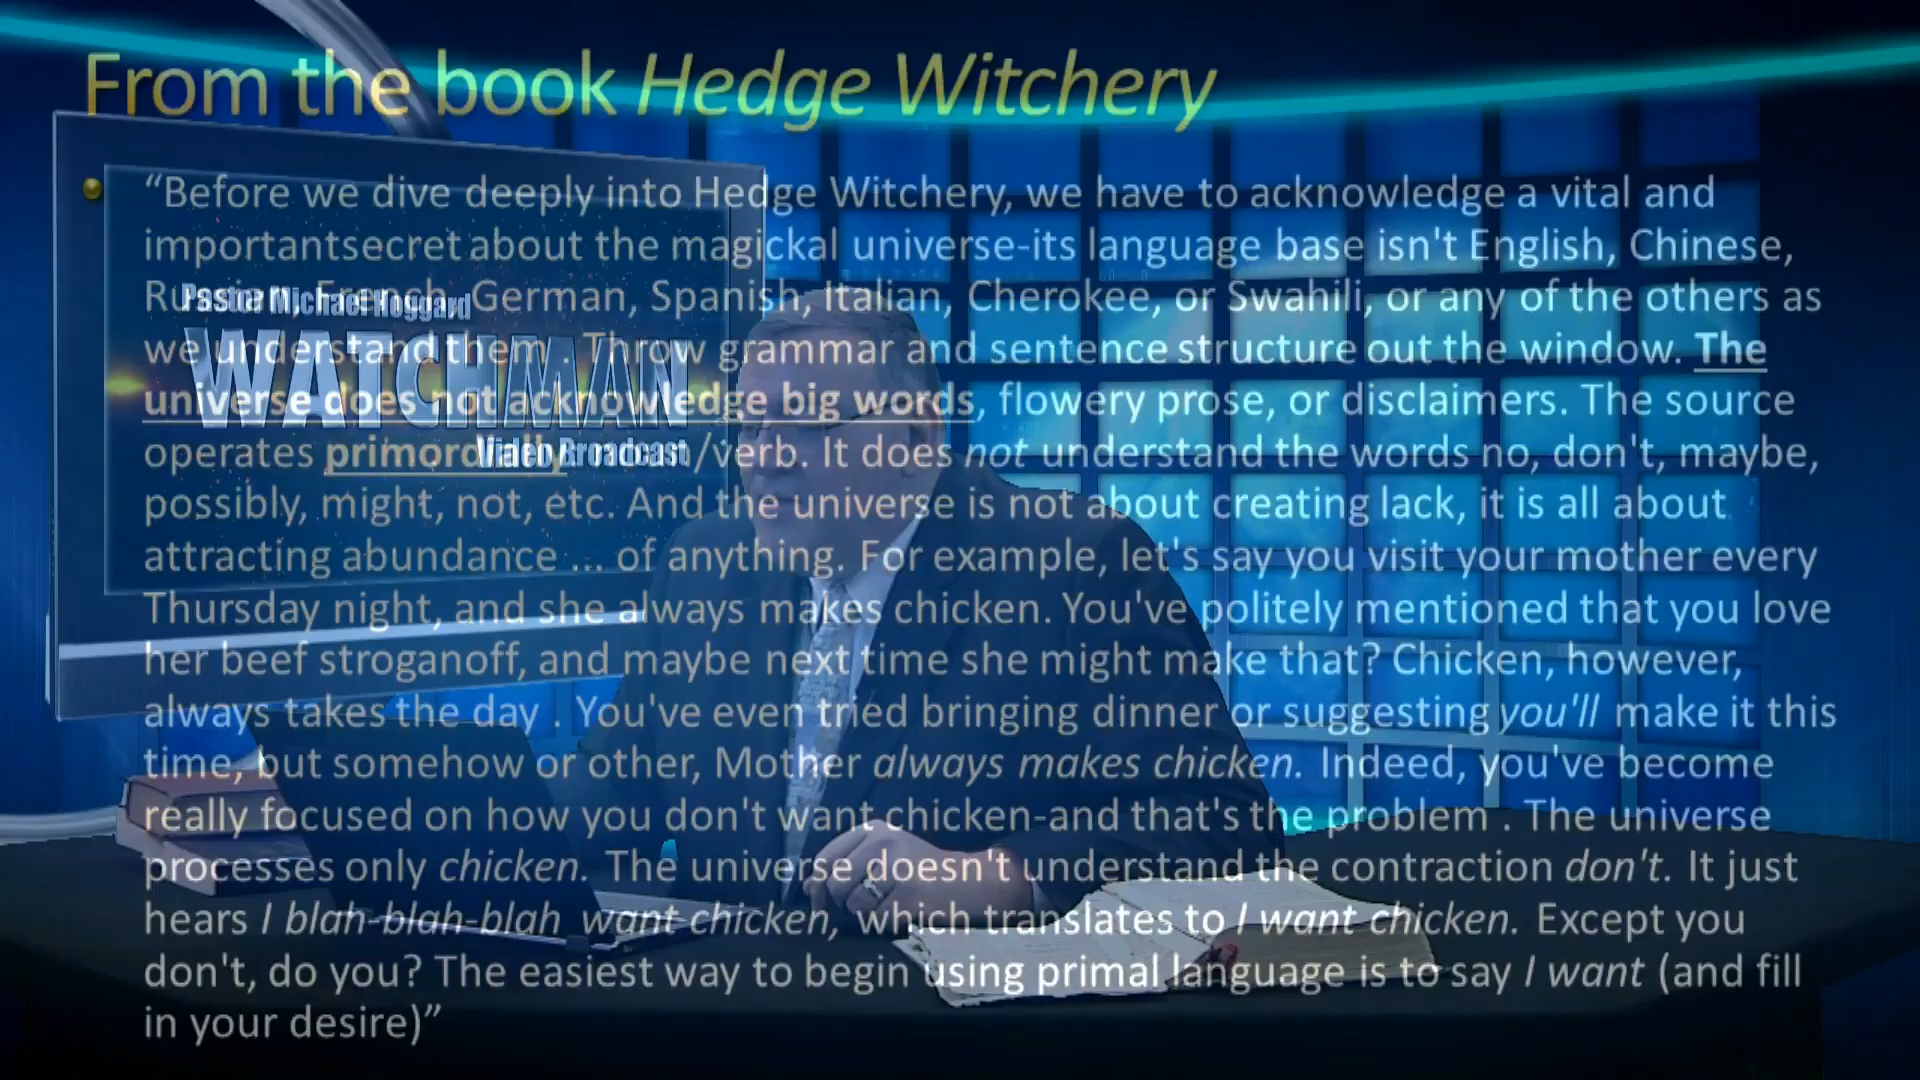 From the book Hedge Witchery
“Before we dive deeply into Hedge Witchery, we have to acknowledge a vital and
importantsecret about the magickal universe-its language base isn't English, Chinese,
French, German, Spanish, Italian, Cherokee, or Swahili, or any of the others as
we understand them . Throw grammar and sentence structure out the window. The
universe does not acknowledge big words, flowery prose, or disclaimers. The source
operates /verb. It does not understand the words no, don't, maybe,
possibly, might, not, etc. And the universe is not about creating lack, it is all about
attracting abundance ... of anything. For example, let's say you visit your mother every
Thursday night, and she always makes chicken. You've politely mentioned that you love
her beef stroganoff, and maybe next time she might make that? Chicken, however,
always takes the day . You've even tried bringing dinner or suggesting you'll make it this
time, but somehow or other, Mother always makes chicken. Indeed, you've become
really focused on how you don't want chicken-and that's the problem . The universe
processes only chicken. The universe doesn't understand the contraction don't. It just
hears I blah-blah-blah want chicken, which translates to I want chicken. Except you
don't, do you? The easiest way to begin using primal language is to say I want (and fill
in your desire)”
Pastor Michael Hoggard
WATCHMAN
Video Broadcast